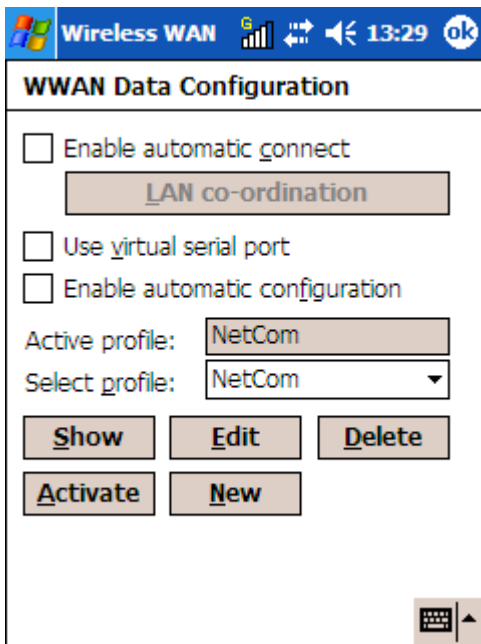 Wireless WAN G 13:29 ok
WWAN Data Configuration
Enable automatic connect
LAN co-ordination
Use virtual serial port
Enable automatic configuration
Active profile: NetCom
Select profile: NetCom
Show Edit Delete
Activate New